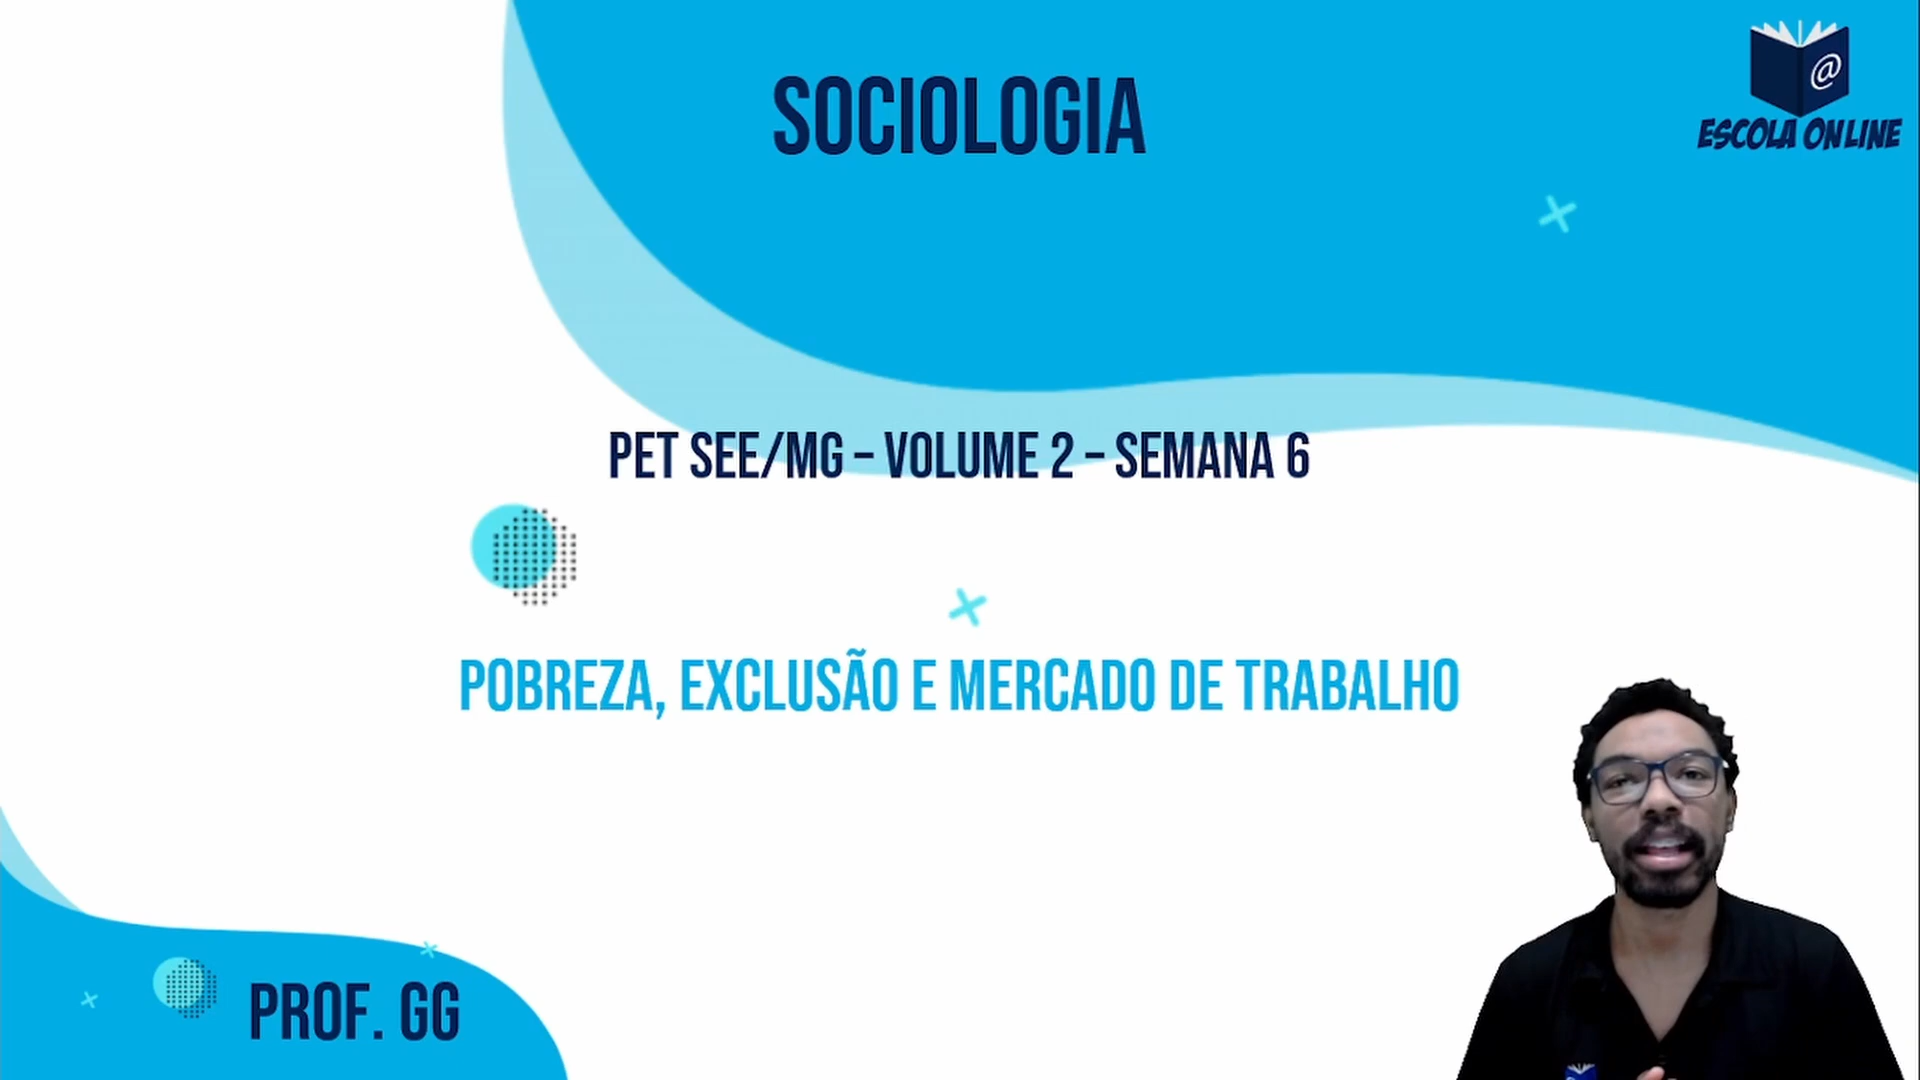 SOCIOLOGIA
@
ESCOLA ONLINE
PET SEE/MG – VOLUME 2 – SEMANA 6
POBREZA, EXCLUSÃO E MERCADO DE TRABALHO
PROF. GG